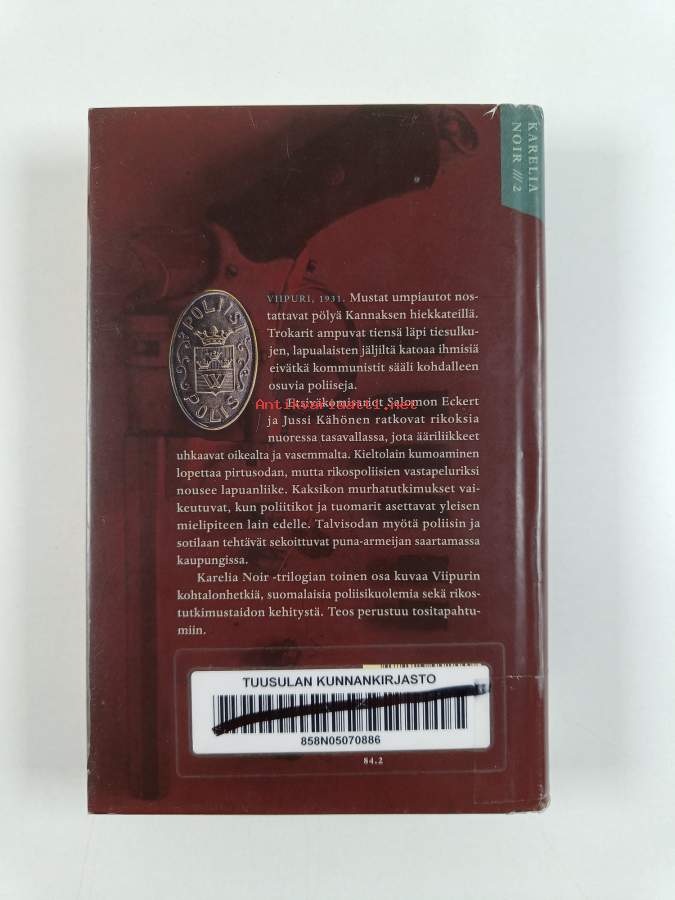 KARELIA
NOIR /// 2
VIIPURI, 1931. Mustat umpiautot nos-
tattavat pölyä Kannaksen hiekkateillä.
Trokarit ampuvat tiensä läpi tiesulku-
jen, lapualaisten jäljiltä katoaa ihmisiä
eivätkä kommunistit sääli kohdalleen
osuvia poliiseja.
Etsiväkomisariot Salomon Eckert
ja Jussi Kähönen ratkovat rikoksia
nuoressa tasavallassa, jota ääriliikkeet
uhkaavat oikealta ja vasemmalta. Kieltolain kumoaminen
lopettaa pirtusodan, mutta rikospoliisien vastapeluriksi
nousee lapuanliike. Kaksikon murhatutkimukset vai-
keutuvat, kun poliitikot ja tuomarit asettavat yleisen
mielipiteen lain edelle. Talvisodan myötä poliisin ja
sotilaan tehtävät sekoittuvat puna-armeijan saartamassa
kaupungissa.
Karelia Noir -trilogian toinen osa kuvaa Viipurin
kohtalonhetkiä, suomalaisia poliisikuolemia sekä rikos-
tutkimustaidon kehitystä. Teos perustuu tositapahtu-
miin.
POLIISI
W
POLIS
Antikvariaatti.net
TUUSULAN KUNNANKIRJASTO
858N05070886
84.2